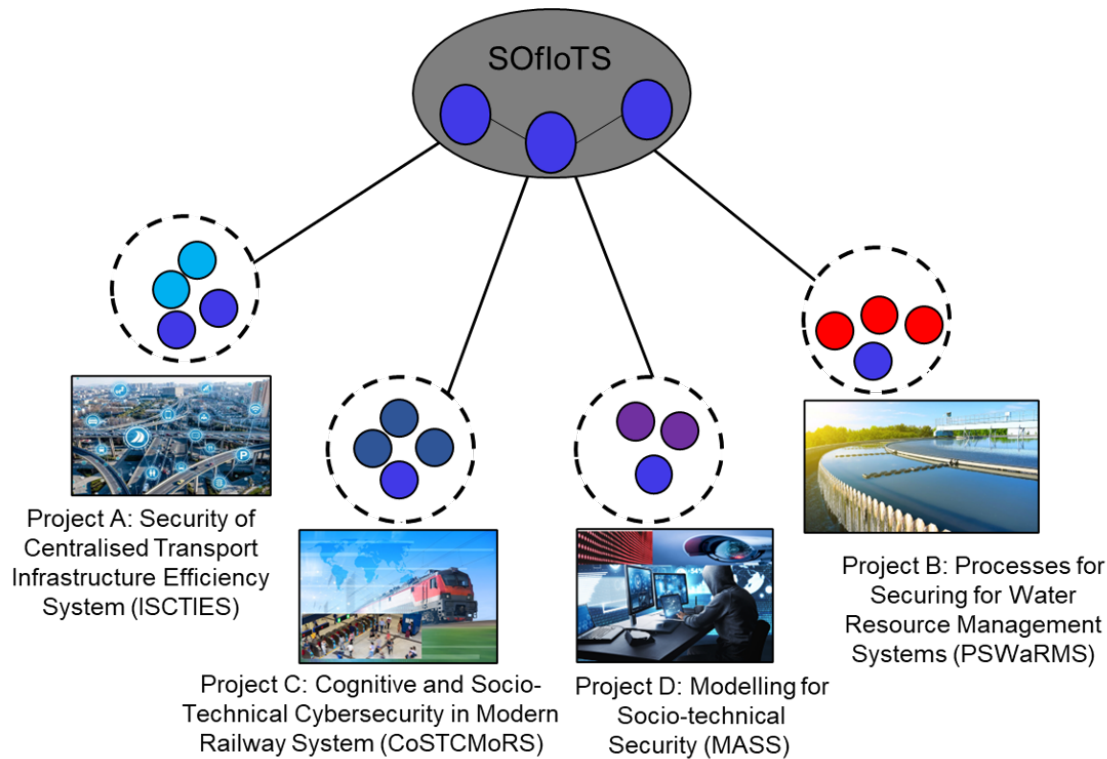 SOfIoTS
Project A: Security of
Centralised Transport
Infrastructure Efficiency
System (ISCTIES)
Project C: Cognitive and Socio-
Technical Cybersecurity in Modern
Railway System (CoSTCMoRS)
Project D: Modelling for
Socio-technical
Security (MASS)
Project B: Processes for
Securing for Water
Resource Management
Systems (PSWaRMS)